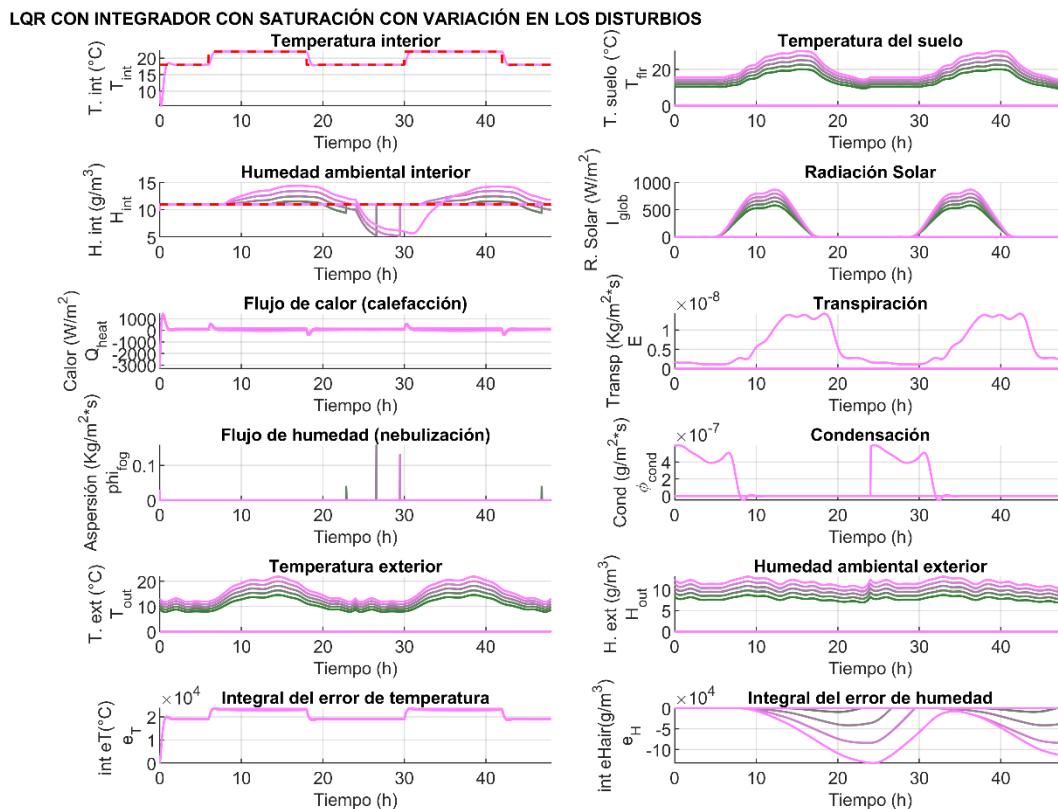 LQR CON INTEGRADOR CON SATURACIÓN CON VARIACIÓN EN LOS DISTURBIOS
Temperatura interior
T. int (°C)
T_int
20
15
10
0 10 20 30 40
Tiempo (h)
Temperatura del suelo
T. suelo (°C)
T_flr
20
0
0 10 20 30 40
Tiempo (h)
Humedad ambiental interior
H. int (g/m³)
H_int
15
10
5
0 10 20 30 40
Tiempo (h)
Radiación Solar
R. Solar (W/m²)
I_glob
1000
500
0
0 10 20 30 40
Tiempo (h)
Flujo de calor (calefacción)
Calor (W/m²)
Q_heat
1000
0
-1000
-2000
-3000
0 10 20 30 40
Tiempo (h)
Transpiración
Transp (Kg/m²*s)
E
×10⁻⁸
1
0.5
0
0 10 20 30 40
Tiempo (h)
Flujo de humedad (nebulización)
Aspersión (Kg/m²*s)
phi_fog
0.1
0
0 10 20 30 40
Tiempo (h)
Condensación
Cond (g/m²*s)
ϕ_cond
×10⁻⁷
4
2
0
0 10 20 30 40
Tiempo (h)
Temperatura exterior
T. ext (°C)
T_out
20
10
0
0 10 20 30 40
Tiempo (h)
Humedad ambiental exterior
H. ext (g/m³)
H_out
10
5
0
0 10 20 30 40
Tiempo (h)
Integral del error de temperatura
int eT(°C)
e_T
×10⁴
2
1
0
0 10 20 30 40
Tiempo (h)
Integral del error de humedad
int eHair(g/m³)
e_H
×10⁴
0
-5
-10
0 10 20 30 40
Tiempo (h)